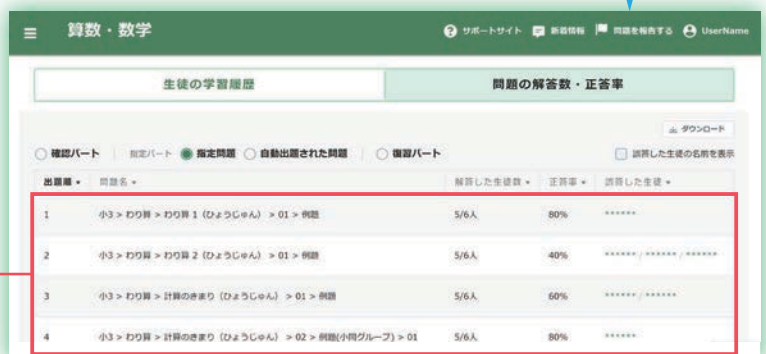 算数・数学
サポートサイト 新着情報 問題を報告する UserName
生徒の学習履歴 問題の解答数・正答率
ダウンロード
確認パート 指定パート 指定問題 自動出題された問題 復習パート 誤答した生徒の名前を表示
出題順 問題名 解答した生徒数 正答率 誤答した生徒
1 小3 > わり算 > わり算 1（ひょうじゅん） > 01 > 例題 5/6人 80% ******
2 小3 > わり算 > わり算 2（ひょうじゅん） > 01 > 例題 5/6人 40% ****** / ****** / ******
3 小3 > わり算 > 計算のきまり（ひょうじゅん） > 01 > 例題 5/6人 60% ****** / ******
4 小3 > わり算 > 計算のきまり（ひょうじゅん） > 02 > 例題(小問グループ) > 01 5/6人 80% ******